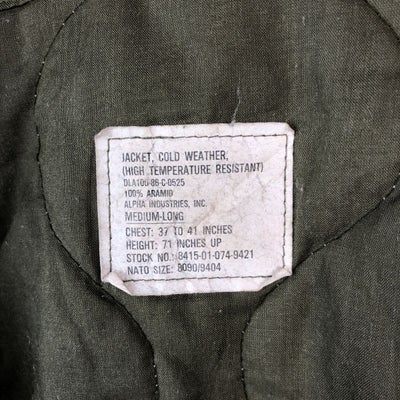 JACKET, COLD WEATHER,
(HIGH TEMPERATURE RESISTANT)
DLA100-86-C-0525
100% ARAMID
ALPHA INDUSTRIES, INC.
MEDIUM-LONG
CHEST: 37 TO 41 INCHES
HEIGHT: 71 INCHES UP
STOCK NO.: 8415-01-074-9421
NATO SIZE: 8090/9404